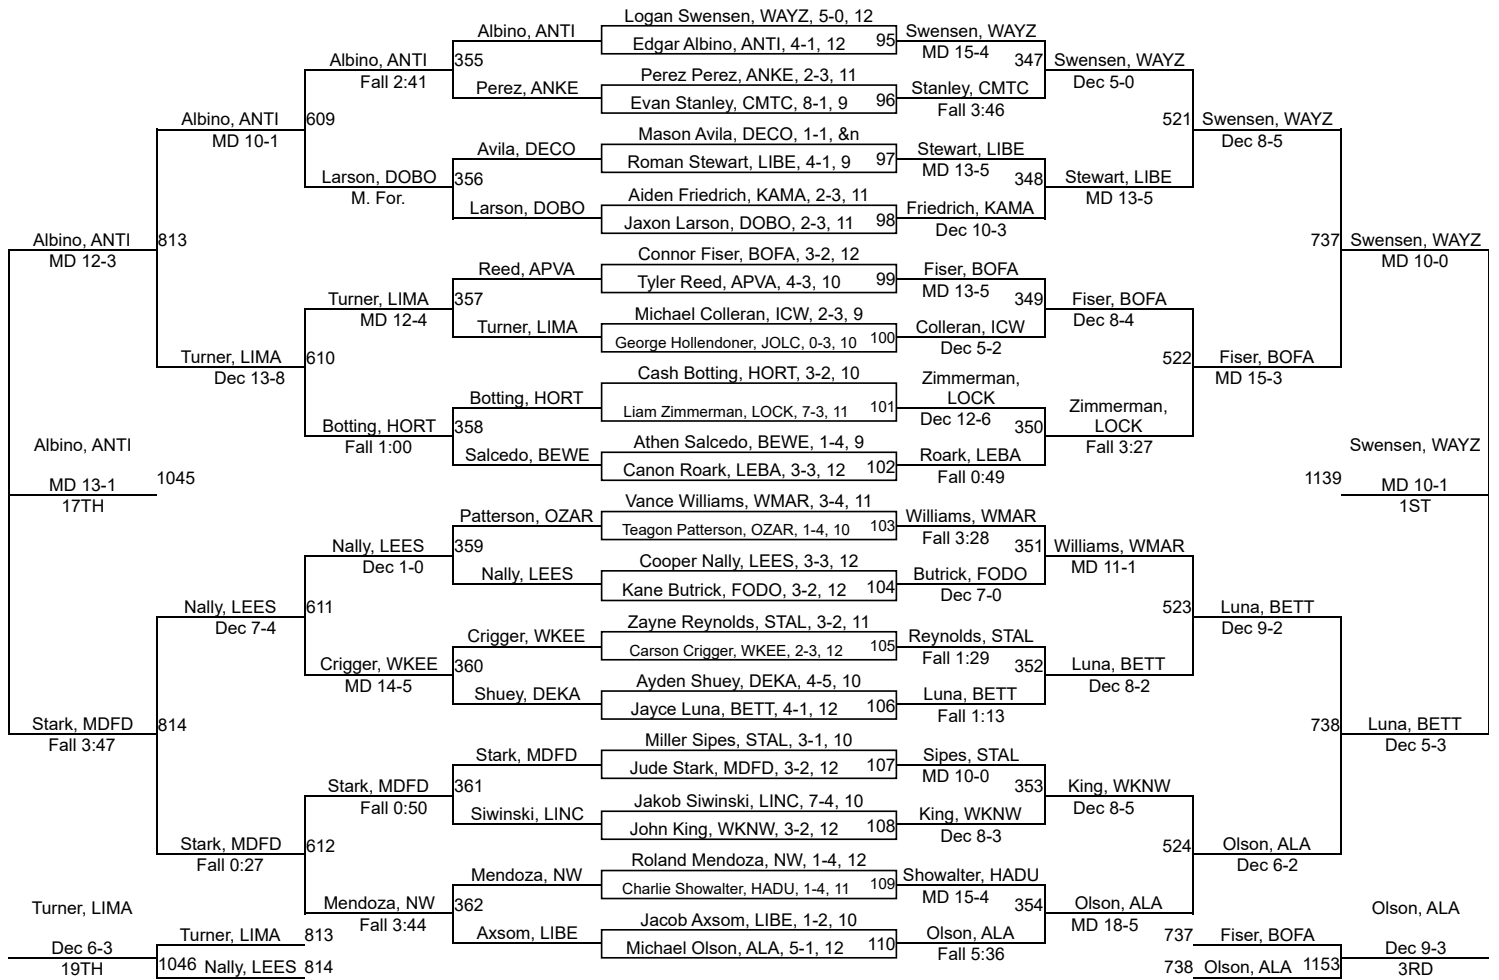 Logan Swensen, WAYZ, 5-0, 12
Albino, ANTI
Edgar Albino, ANTI, 4-1, 12
95
Swensen, WAYZ
MD 15-4
Albino, ANTI
355
347
Swensen, WAYZ
Fall 2:41
Dec 5-0
Perez Perez, ANKE, 2-3, 11
Perez, ANKE
Evan Stanley, CMTC, 8-1, 9
96
Stanley, CMTC
Fall 3:46
Albino, ANTI
609
521
Swensen, WAYZ
MD 10-1
Dec 8-5
Mason Avila, DECO, 1-1, &n
Avila, DECO
Roman Stewart, LIBE, 4-1, 9
97
Stewart, LIBE
MD 13-5
Larson, DOBO
356
348
Stewart, LIBE
M. For.
MD 13-5
Aiden Friedrich, KAMA, 2-3, 11
Larson, DOBO
Jaxon Larson, DOBO, 2-3, 11
98
Friedrich, KAMA
Dec 10-3
Albino, ANTI
813
737
Swensen, WAYZ
MD 12-3
MD 10-0
Connor Fiser, BOFA, 3-2, 12
Reed, APVA
Tyler Reed, APVA, 4-3, 10
99
Fiser, BOFA
MD 13-5
Turner, LIMA
357
349
Fiser, BOFA
MD 12-4
Dec 8-4
Michael Colleran, ICW, 2-3, 9
Turner, LIMA
George Hollendoner, JOLC, 0-3, 10
100
Colleran, ICW
Dec 5-2
Turner, LIMA
610
522
Fiser, BOFA
Dec 13-8
MD 15-3
Cash Botting, HORT, 3-2, 10
Botting, HORT
Liam Zimmerman, LOCK, 7-3, 11
101
Zimmerman,
LOCK
Dec 12-6
Botting, HORT
358
350
Zimmerman,
LOCK
Fall 1:00
Fall 3:27
Athen Salcedo, BEWE, 1-4, 9
Salcedo, BEWE
Canon Roark, LEBA, 3-3, 12
102
Roark, LEBA
Fall 0:49
Albino, ANTI
Swensen, WAYZ
MD 13-1
1045
1139
MD 10-1
17TH
1ST
Vance Williams, WMAR, 3-4, 11
Patterson, OZAR
Teagon Patterson, OZAR, 1-4, 10
103
Williams, WMAR
Fall 3:28
Nally, LEES
359
351
Williams, WMAR
Dec 1-0
MD 11-1
Cooper Nally, LEES, 3-3, 12
Nally, LEES
Kane Butrick, FODO, 3-2, 12
104
Butrick, FODO
Dec 7-0
Nally, LEES
611
523
Luna, BETT
Dec 7-4
Dec 9-2
Zayne Reynolds, STAL, 3-2, 11
Crigger, WKEE
Carson Crigger, WKEE, 2-3, 12
105
Reynolds, STAL
Fall 1:29
Crigger, WKEE
360
352
Luna, BETT
MD 14-5
Dec 8-2
Ayden Shuey, DEKA, 4-5, 10
Shuey, DEKA
Jayce Luna, BETT, 4-1, 12
106
Luna, BETT
Fall 1:13
Stark, MDFD
814
738
Luna, BETT
Fall 3:47
Dec 5-3
Miller Sipes, STAL, 3-1, 10
Stark, MDFD
Jude Stark, MDFD, 3-2, 12
107
Sipes, STAL
MD 10-0
Stark, MDFD
361
353
King, WKNW
Fall 0:50
Dec 8-5
Jakob Siwinski, LINC, 7-4, 10
Siwinski, LINC
John King, WKNW, 3-2, 12
108
King, WKNW
Dec 8-3
Stark, MDFD
612
524
Olson, ALA
Fall 0:27
Dec 6-2
Roland Mendoza, NW, 1-4, 12
Mendoza, NW
Charlie Showalter, HADU, 1-4, 11
109
Showalter, HADU
MD 15-4
Mendoza, NW
362
354
Olson, ALA
Fall 3:44
MD 18-5
Jacob Axsom, LIBE, 1-2, 10
Axsom, LIBE
Michael Olson, ALA, 5-1, 12
110
Olson, ALA
Fall 5:36
Turner, LIMA
Olson, ALA
Turner, LIMA
813
737
Fiser, BOFA
Dec 6-3
Dec 9-3
19TH
1046
Nally, LEES
814
738
Olson, ALA
1153
3RD